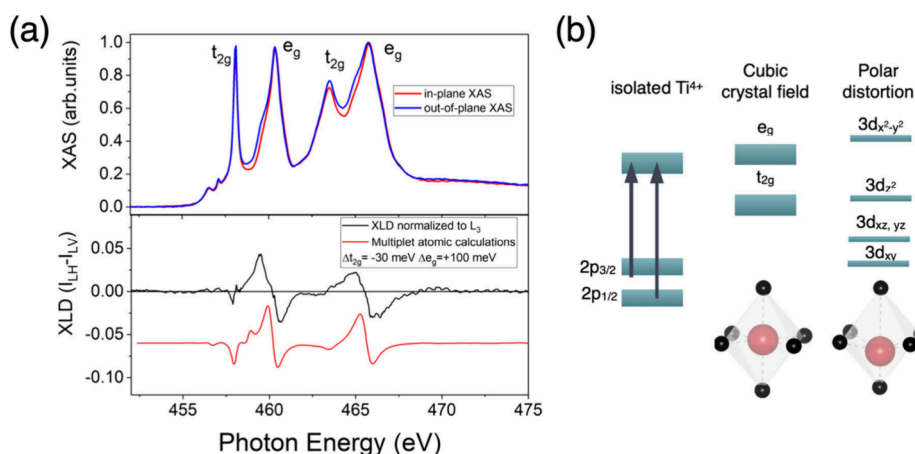 (a)
XAS (arb.units)
1.0
0.8
0.6
0.4
0.2
0.0
t2g
eg
t2g
eg
in-plane XAS
out-of-plane XAS
XLD (ILH-ILV)
0.05
0.00
-0.05
-0.10
XLD normalized to L3
Multiplet atomic calculations
Δt2g= -30 meV Δeg=+100 meV
455
460
465
470
475
Photon Energy (eV)
(b)
isolated Ti4+
2p3/2
2p1/2
Cubic
crystal field
eg
t2g
Polar
distortion
3dx2-y2
3dz2
3dxz, yz
3dxy